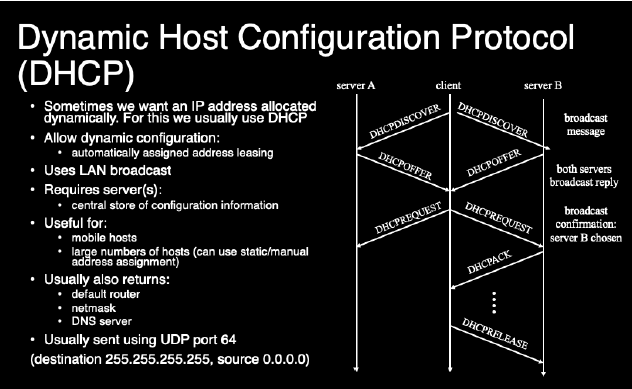 Dynamic Host Configuration Protocol
(DHCP)
• Sometimes we want an IP address allocated
dynamically. For this we usually use DHCP
• Allow dynamic configuration:
• automatically assigned address leasing
• Uses LAN broadcast
• Requires server(s):
• central store of configuration information
• Useful for:
• mobile hosts
• large numbers of hosts (can use static/manual
address assignment)
• Usually also returns:
• default router
• netmask
• DNS server
• Usually sent using UDP port 64
(destination 255.255.255.255, source 0.0.0.0)
server A
client
server B
DHCPDISCOVER
DHCPDISCOVER
broadcast
message
DHCPOFFER
DHCPOFFER
both servers
broadcast reply
DHCPREQUEST
DHCPREQUEST
broadcast
confirmation:
server B chosen
DHCPACK
DHCPRELEASE